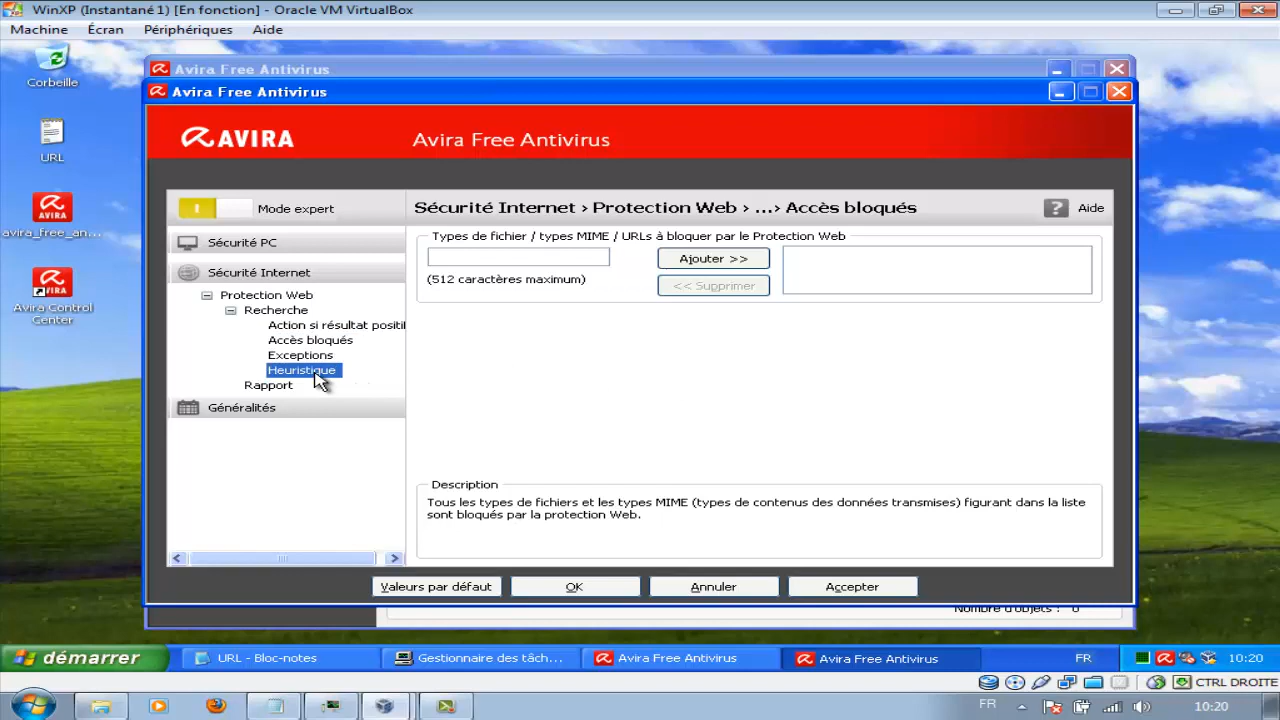 WinXP (Instantané 1) [En fonction] - Oracle VM VirtualBox
Machine Écran Périphériques Aide
Corbeille
URL
avira_free_an...
Avira Control
Center
Avira Free Antivirus
Avira Free Antivirus
AVIRA Avira Free Antivirus
Mode expert
Sécurité Internet › Protection Web › ...› Accès bloqués
? Aide
Sécurité PC
Sécurité Internet
Protection Web
Recherche
Action si résultat positif
Accès bloqués
Exceptions
Heuristique
Rapport
Généralités
Types de fichier / types MIME / URLs à bloquer par le Protection Web
Ajouter >>
(512 caractères maximum)
<< Supprimer
Description
Tous les types de fichiers et les types MIME (types de contenus des données transmises) figurant dans la liste
sont bloqués par la protection Web.
Valeurs par défaut OK Annuler Accepter
Nombre d'objets : 0
démarrer URL - Bloc-notes Gestionnaire des tâch... Avira Free Antivirus Avira Free Antivirus FR 10:20
CTRL DROITE
FR 10:20